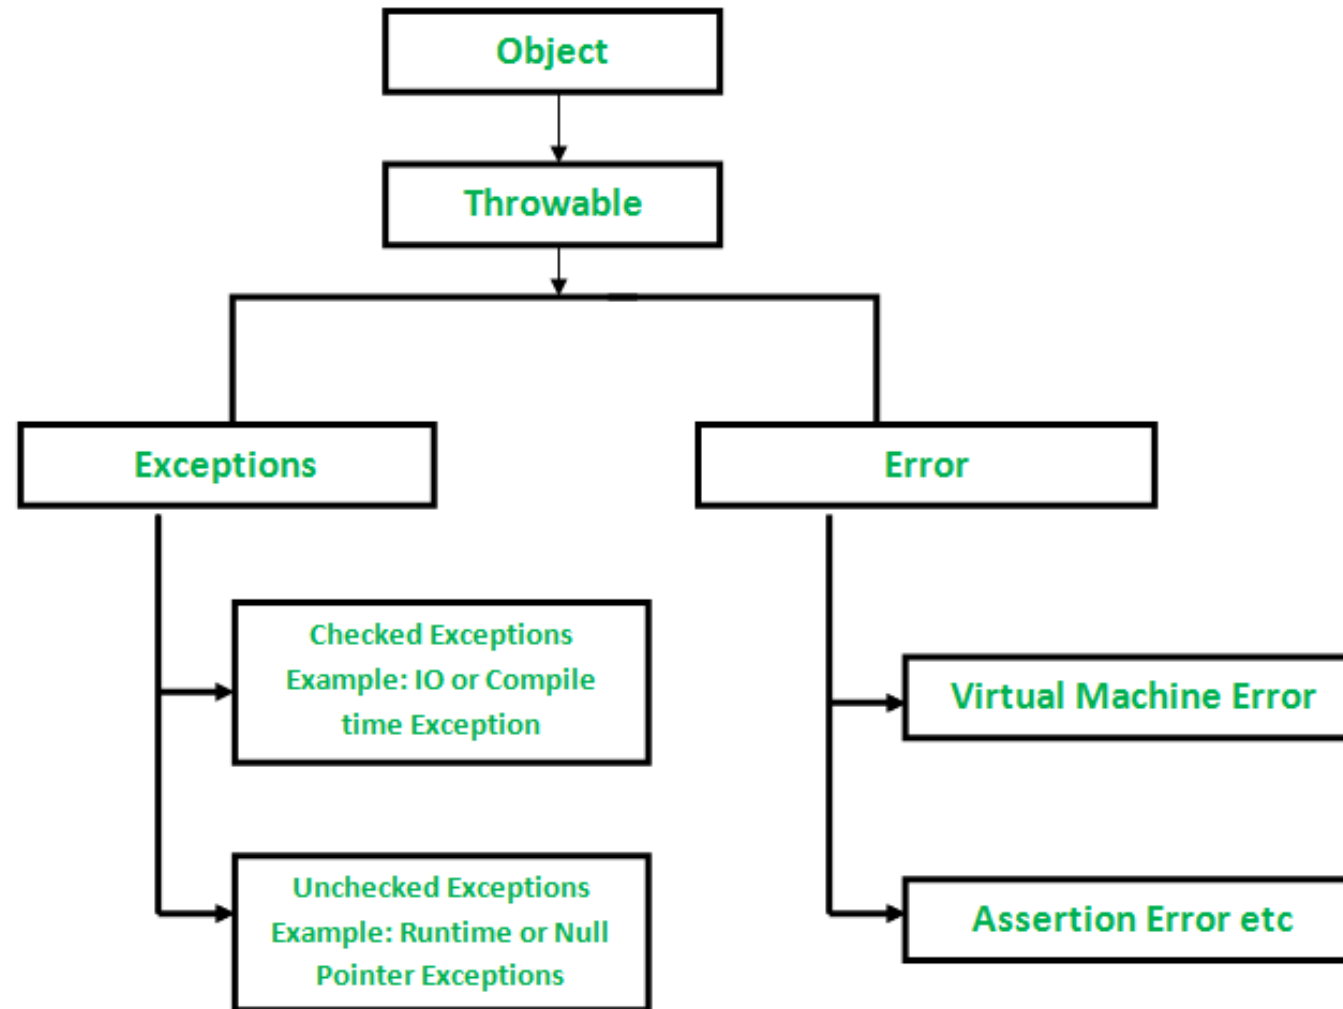 Object
Throwable
Exceptions
Error
Checked Exceptions
Example: IO or Compile
time Exception
Virtual Machine Error
Unchecked Exceptions
Example: Runtime or Null
Pointer Exceptions
Assertion Error etc